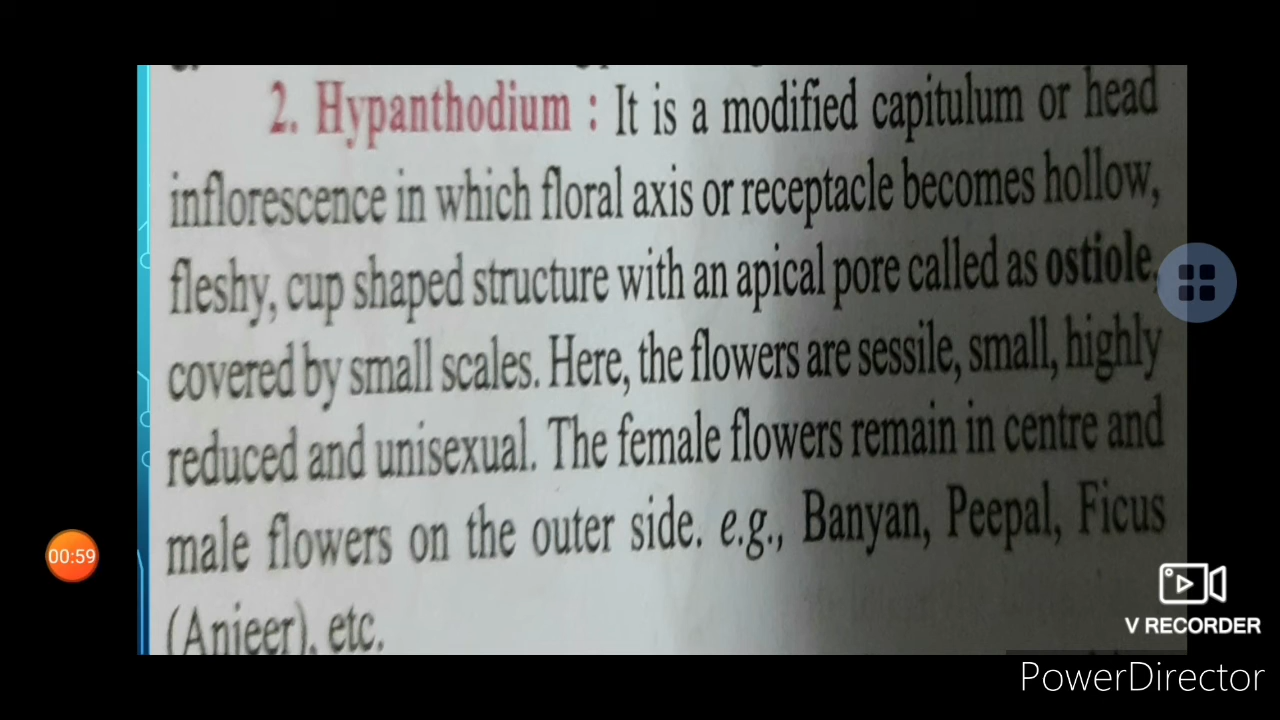 2. Hypanthodium : It is a modified capitulum or head
inflorescence in which floral axis or receptacle becomes hollow,
fleshy, cup shaped structure with an apical pore called as ostiole,
covered by small scales. Here, the flowers are sessile, small, highly
reduced and unisexual. The female flowers remain in centre and
male flowers on the outer side. e.g., Banyan, Peepal, Ficus
(Anjeer), etc.
00:59
V RECORDER
PowerDirector